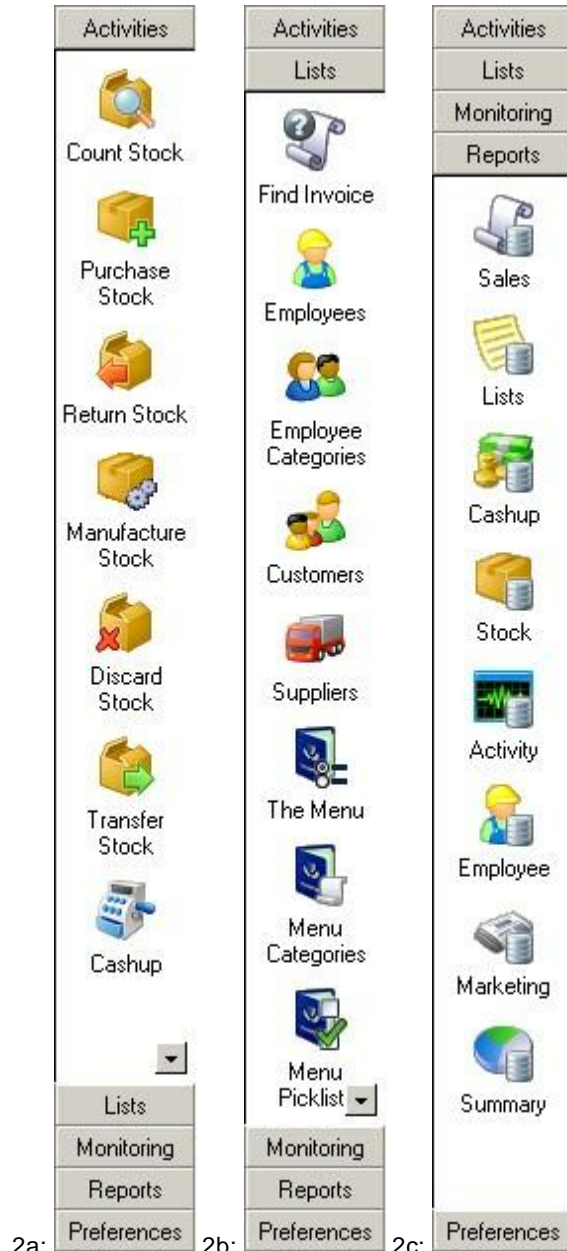 Activities
Count Stock
Purchase
Stock
Return Stock
Manufacture
Stock
Discard
Stock
Transfer
Stock
Cashup
Lists
Monitoring
Reports
2a: Preferences
Activities
Lists
Find Invoice
Employees
Employee
Categories
Customers
Suppliers
The Menu
Menu
Categories
Menu
Picklist
Monitoring
Reports
2b: Preferences
Activities
Lists
Monitoring
Reports
Sales
Lists
Cashup
Stock
Activity
Employee
Marketing
Summary
2c: Preferences